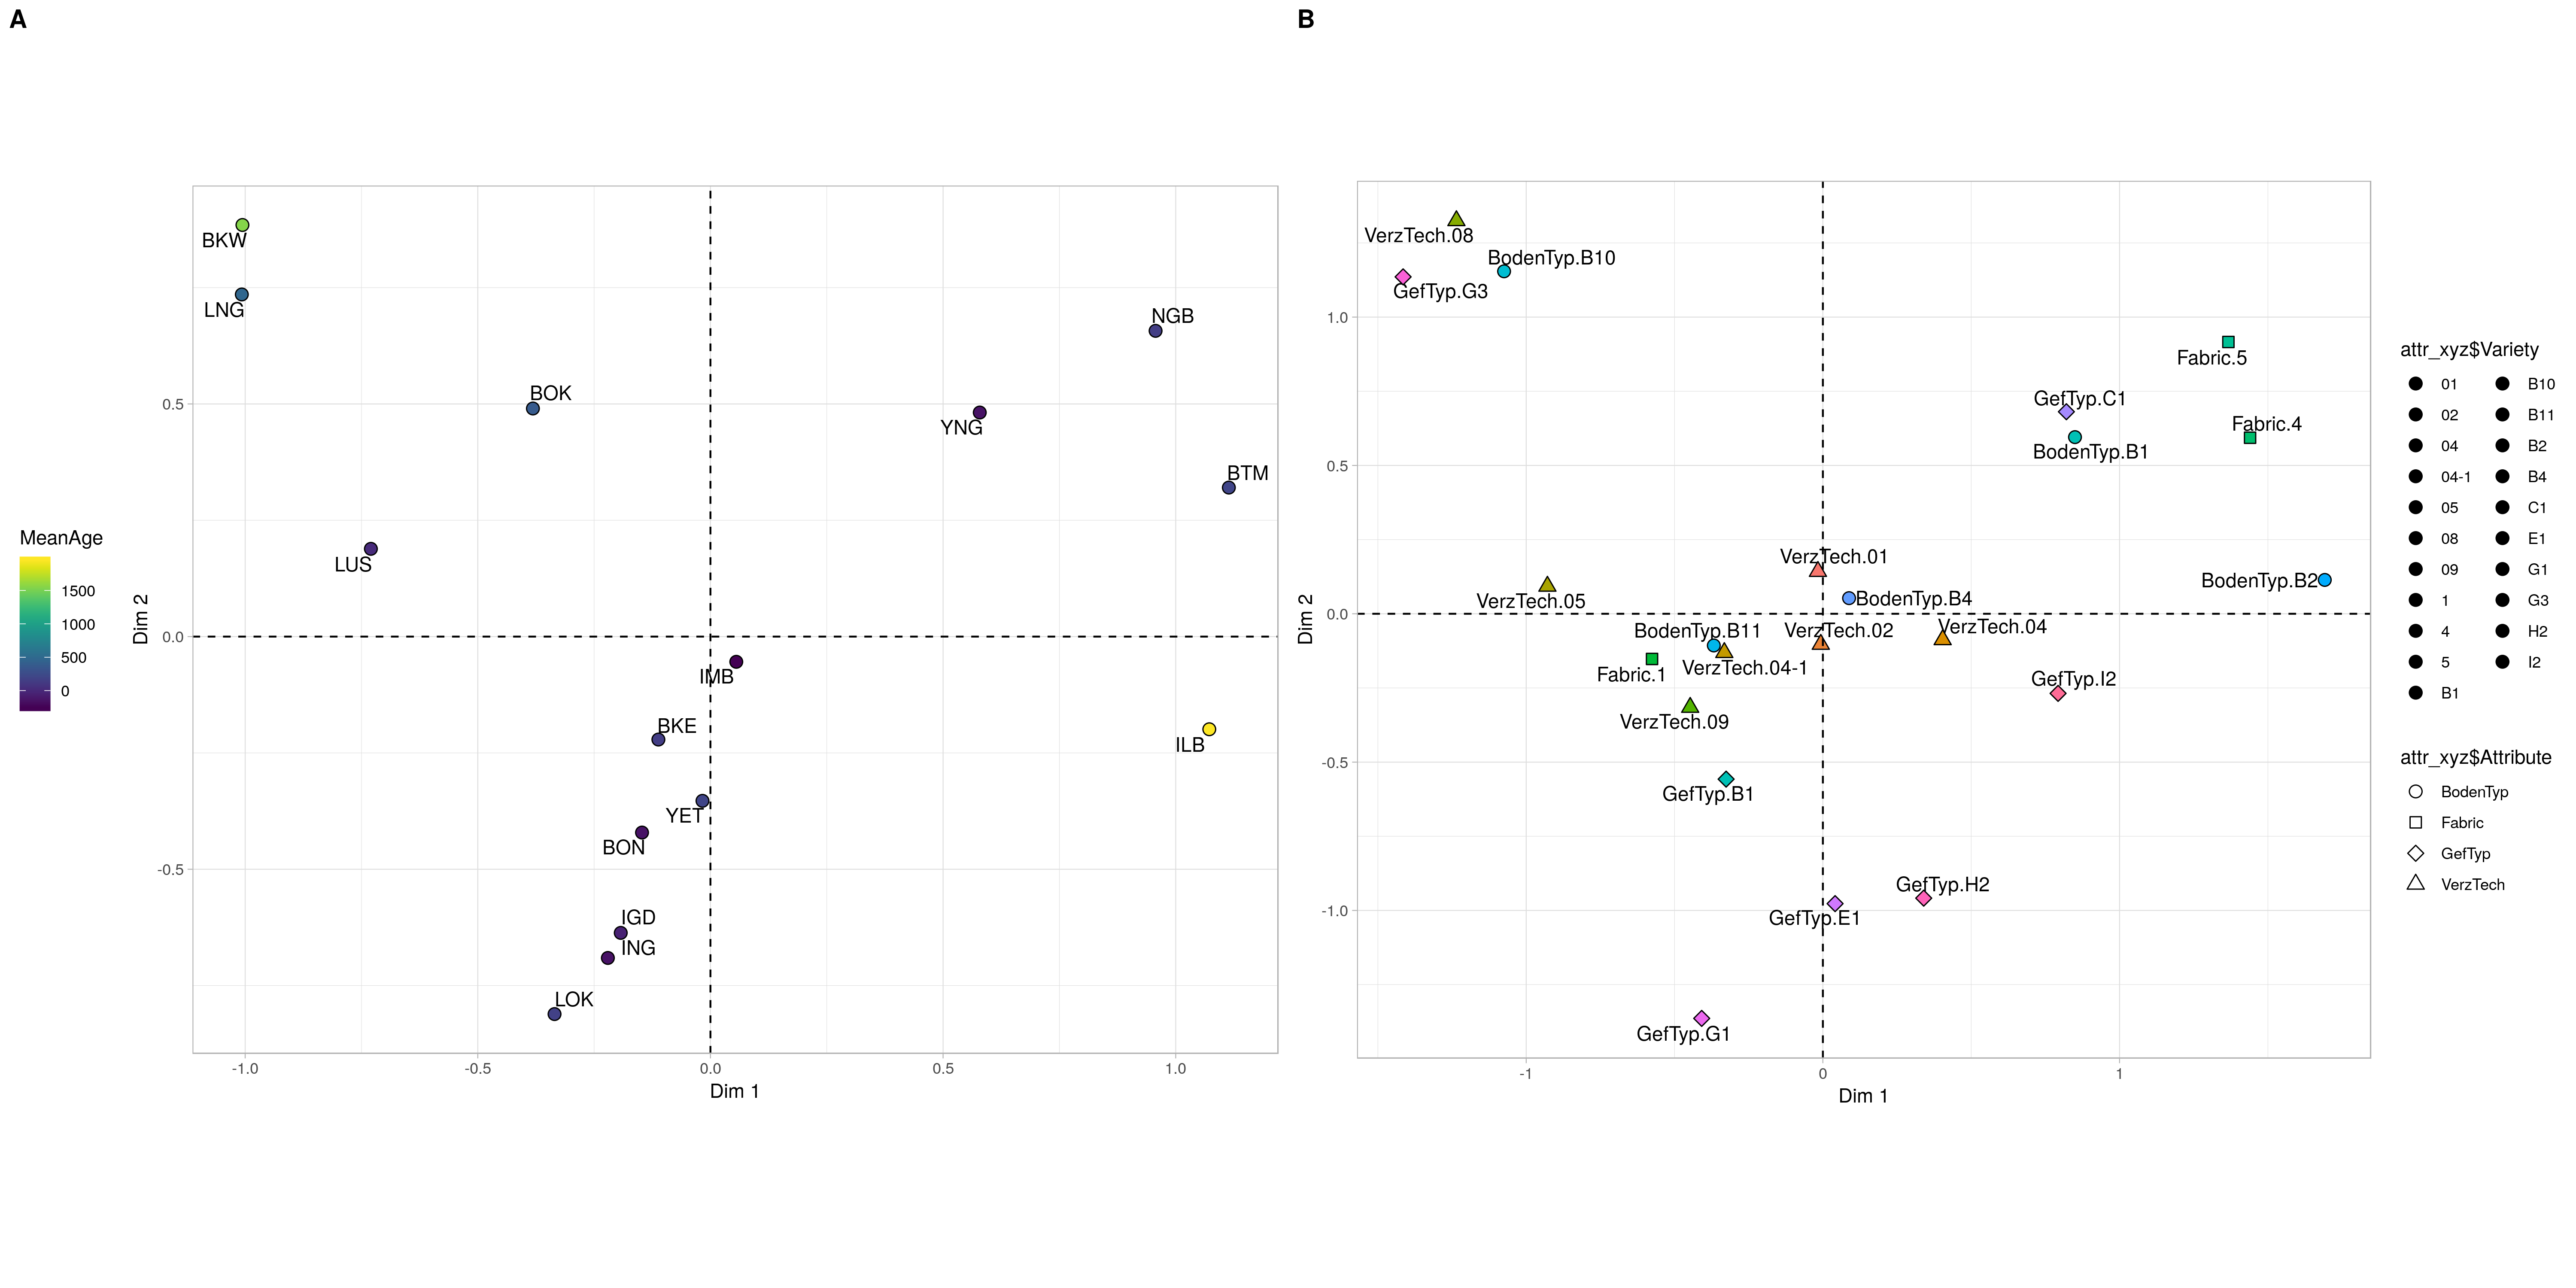 A
B
BKW
LNG
BOK
NGB
YNG
BTM
LUS
IMB
BKE
ILB
YET
BON
IGD
ING
LOK
MeanAge
1500
1000
500
0
Dim 2
0.5
0.0
-0.5
-1.0
-0.5
0.0
0.5
1.0
Dim 1
VerzTech.08
BodenTyp.B10
GefTyp.G3
Fabric.5
GefTyp.C1
Fabric.4
BodenTyp.B1
VerzTech.01
BodenTyp.B2
VerzTech.05
BodenTyp.B4
BodenTyp.B11
VerzTech.02
VerzTech.04
Fabric.1
VerzTech.04-1
GefTyp.I2
VerzTech.09
GefTyp.B1
GefTyp.H2
GefTyp.E1
GefTyp.G1
Dim 2
1.0
0.5
0.0
-0.5
-1.0
-1
0
1
Dim 1
attr_xyz$Variety
01 B10
02 B11
04 B2
04-1 B4
05 C1
08 E1
09 G1
1 G3
4 H2
5 I2
B1
attr_xyz$Attribute
BodenTyp
Fabric
GefTyp
VerzTech